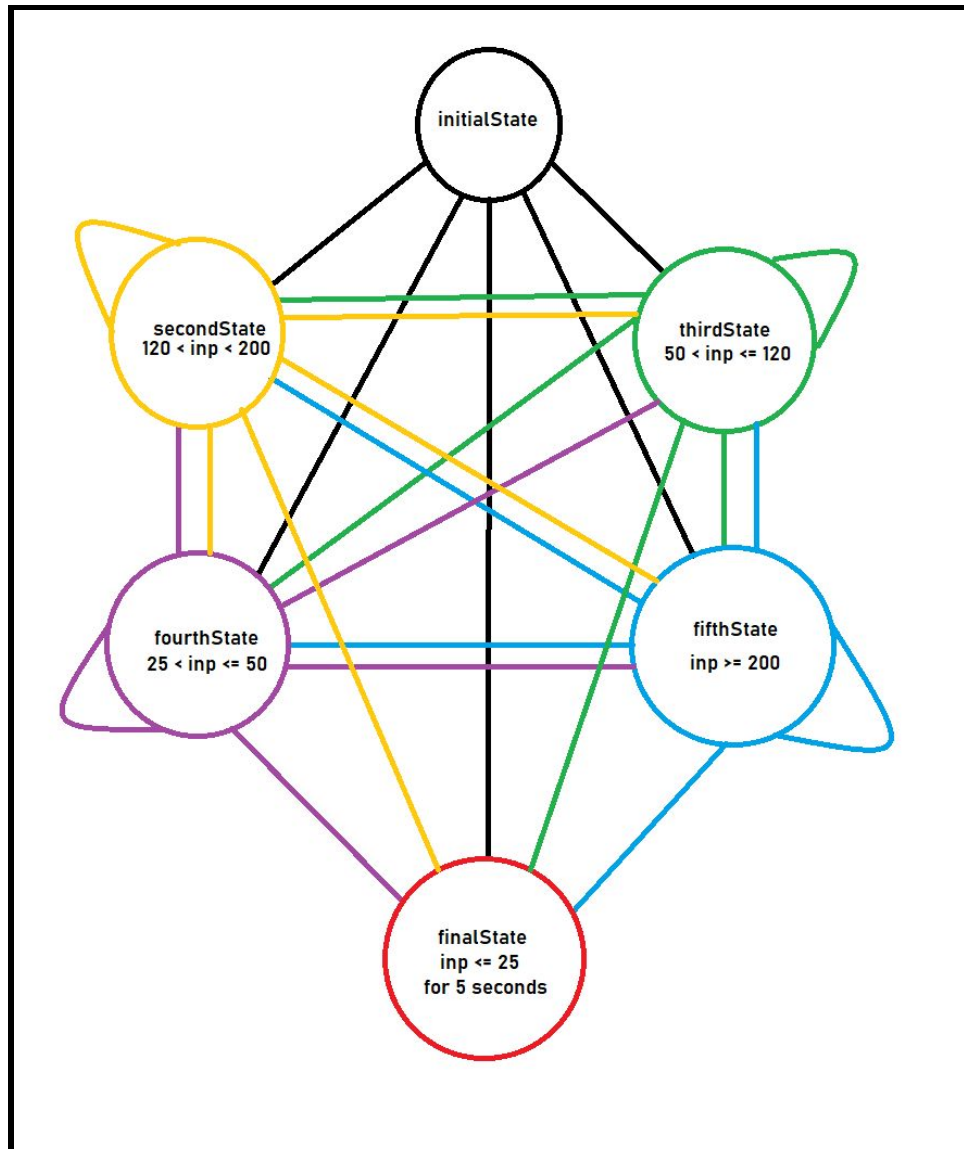 initialState
secondState
120 < inp < 200
thirdState
50 < inp <= 120
fourthState
25 < inp <= 50
fifthState
inp >= 200
finalState
inp <= 25
for 5 seconds